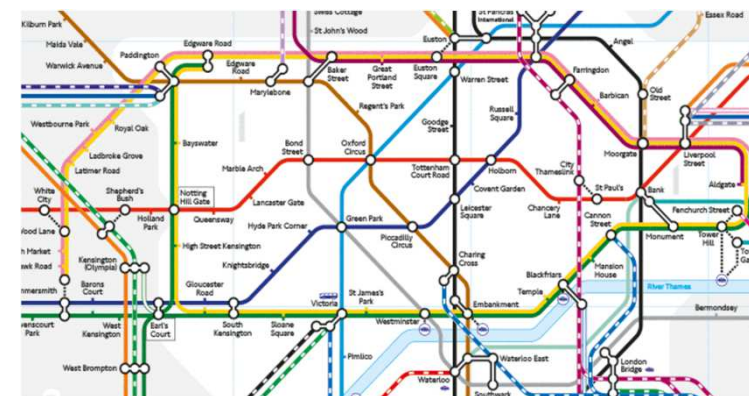 Kilburn Park
Swiss Cottage
St John's Wood
Euston
St Pancras
International
Essex Road
Maida Vale
Warwick Avenue
Paddington
Edgware Road
Angel
Edgware
Road
Baker
Street
Great
Portland
Street
Euston
Square
Warren Street
Farringdon
Barbican
Marylebone
Old
Street
Regent's Park
Russell
Square
Westbourne Park
Royal Oak
Goodge
Street
Bayswater
Bond
Street
Oxford
Circus
Moorgate
Liverpool
Street
Ladbroke Grove
Latimer Road
Marble Arch
Tottenham
Court Road
Holborn
City
Thameslink
St Paul's
Bank
Aldgate
White
City
Shepherd's
Bush
Notting
Hill Gate
Lancaster Gate
Covent Garden
Holland
Park
Queensway
Chancery
Lane
Cannon
Street
Fenchurch Street
Wood Lane
Hyde Park Corner
Green Park
Leicester
Square
Piccadilly
Circus
Monument
Tower
Hill
High Street Kensington
Kensington
(Olympia)
Knightsbridge
Charing
Cross
Mansion
House
Blackfriars
Barons
Court
Gloucester
Road
St James's
Park
Victoria
Temple
River Thames
Embankment
Bermondsey
West
Kensington
Earl's
Court
South
Kensington
Sloane
Square
Westminster
Pimlico
Waterloo East
London
Bridge
West Brompton
Waterloo
Southwark